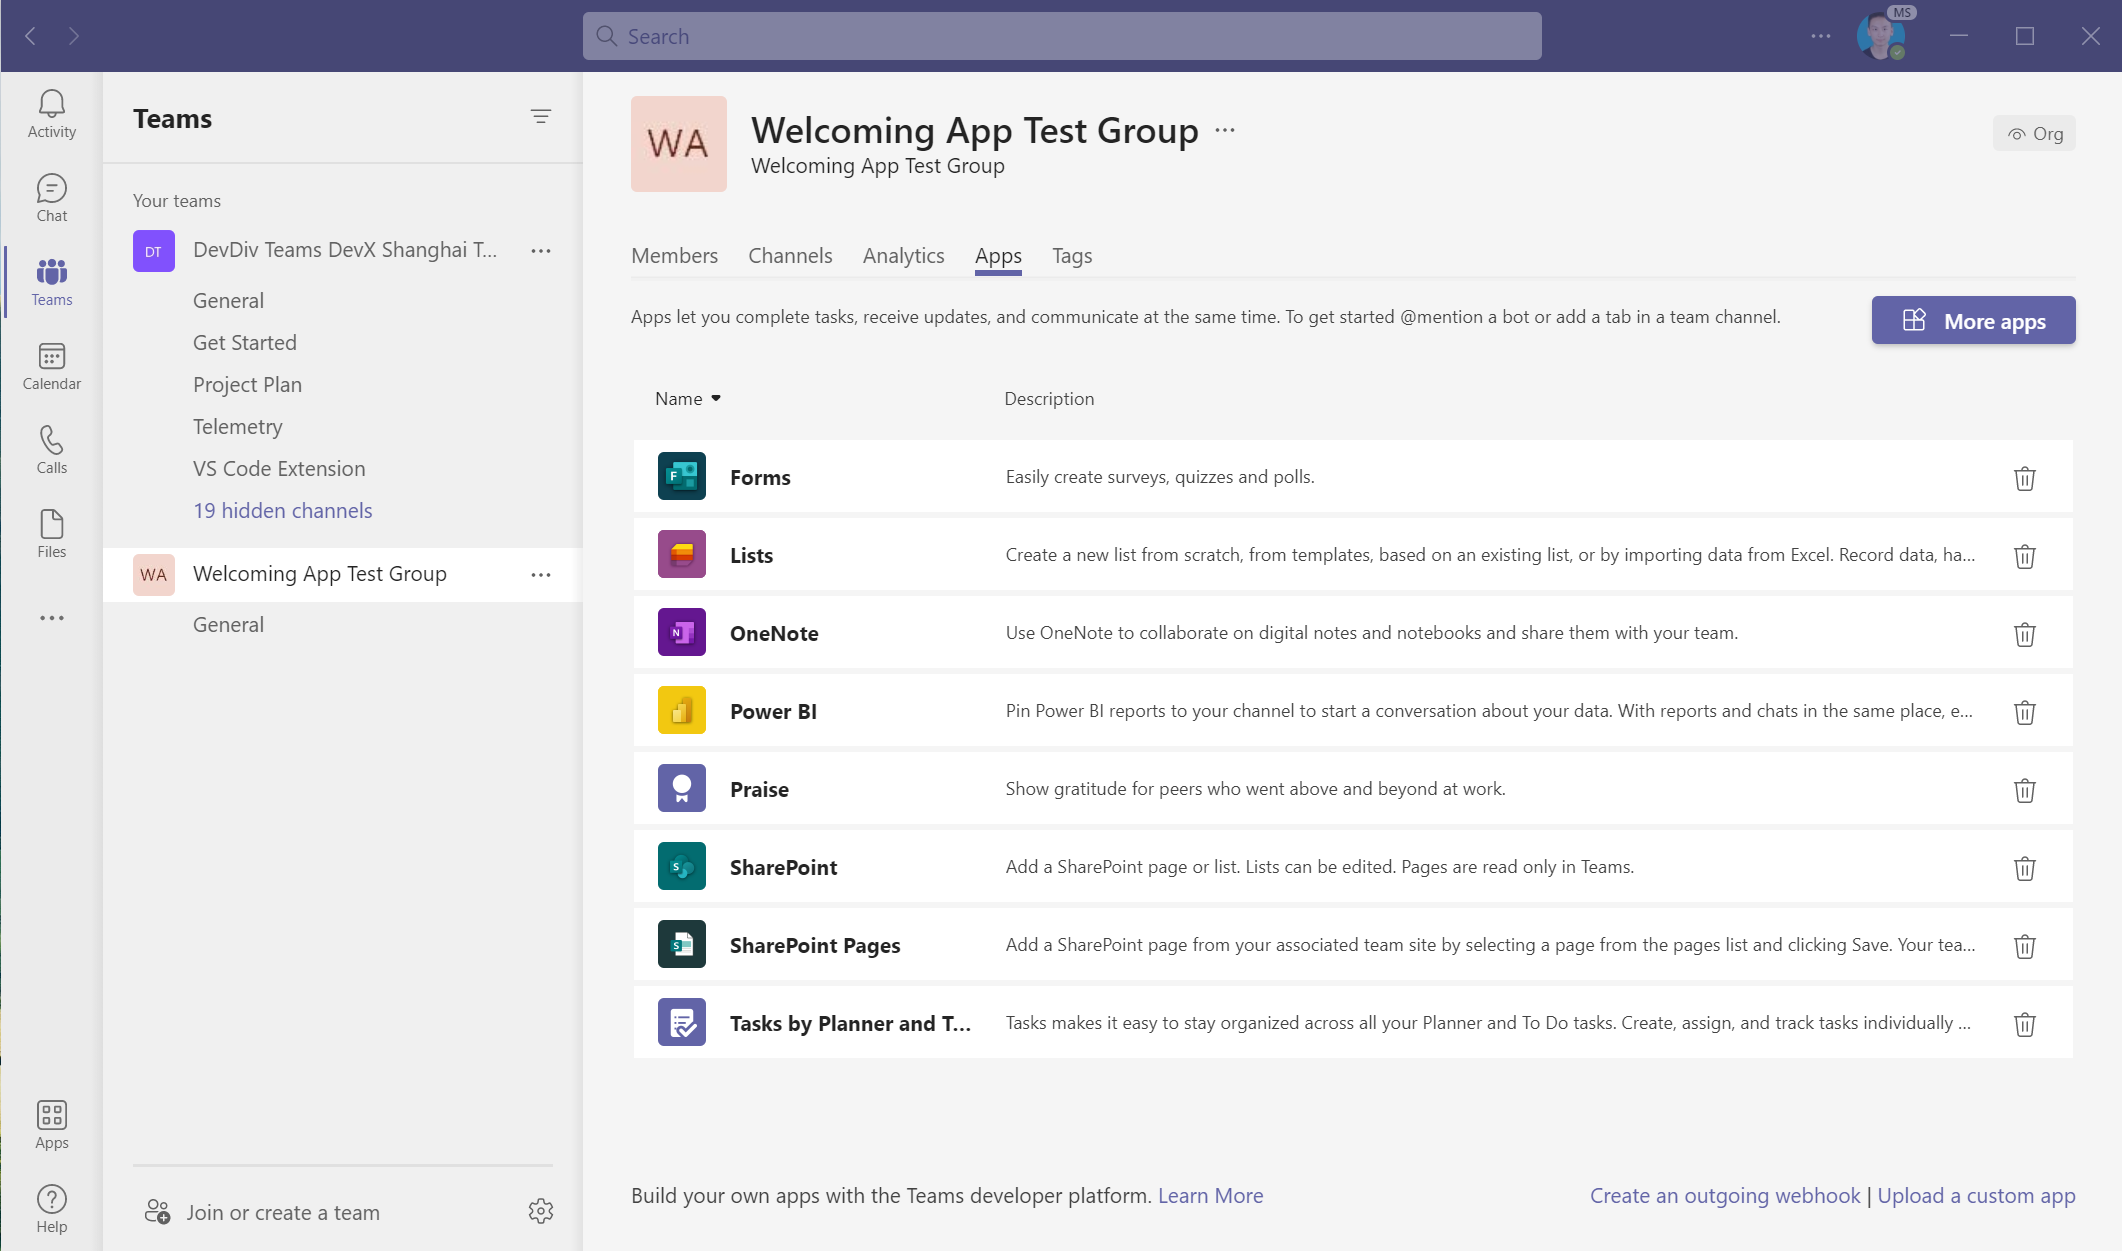 Search
MS
Activity
Chat
Teams
Calendar
Calls
Files
Apps
Help
Teams
Your teams
DT
DevDiv Teams DevX Shanghai T...
General
Get Started
Project Plan
Telemetry
VS Code Extension
19 hidden channels
WA
Welcoming App Test Group
General
Join or create a team
WA
Welcoming App Test Group
Welcoming App Test Group
Org
Members Channels Analytics Apps Tags
Apps let you complete tasks, receive updates, and communicate at the same time. To get started @mention a bot or add a tab in a team channel.
More apps
Name Description
F Forms Easily create surveys, quizzes and polls.
Lists Create a new list from scratch, from templates, based on an existing list, or by importing data from Excel. Record data, ha...
N OneNote Use OneNote to collaborate on digital notes and notebooks and share them with your team.
Power BI Pin Power BI reports to your channel to start a conversation about your data. With reports and chats in the same place, e...
Praise Show gratitude for peers who went above and beyond at work.
S SharePoint Add a SharePoint page or list. Lists can be edited. Pages are read only in Teams.
S SharePoint Pages Add a SharePoint page from your associated team site by selecting a page from the pages list and clicking Save. Your tea...
Tasks by Planner and T... Tasks makes it easy to stay organized across all your Planner and To Do tasks. Create, assign, and track tasks individually ...
Build your own apps with the Teams developer platform. Learn More
Create an outgoing webhook | Upload a custom app